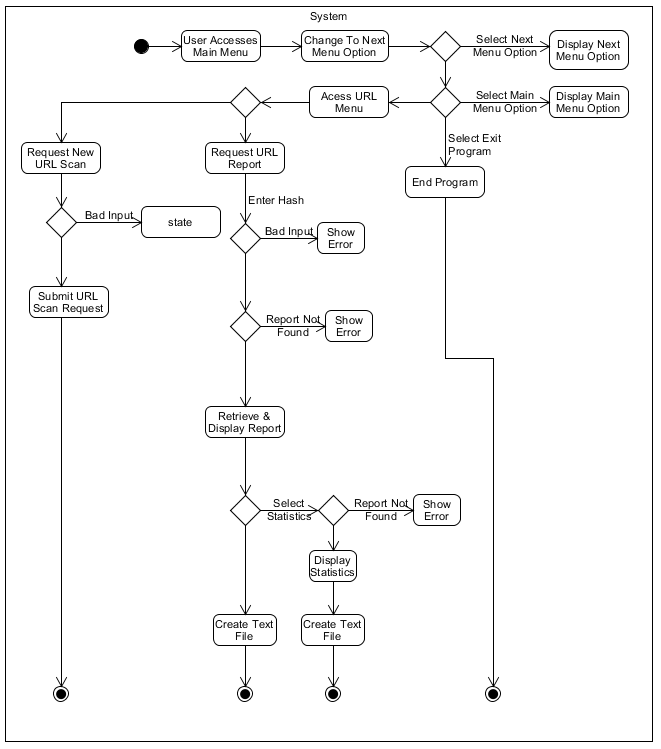 System
User Accesses
Main Menu
Change To Next
Menu Option
Select Next
Menu Option
Display Next
Menu Option
Acess URL
Menu
Select Main
Menu Option
Display Main
Menu Option
Select Exit
Program
End Program
Request New
URL Scan
Request URL
Report
Enter Hash
Bad Input
state
Bad Input
Show
Error
Submit URL
Scan Request
Report Not
Found
Show
Error
Retrieve &
Display Report
Select
Statistics
Report Not
Found
Show
Error
Display
Statistics
Create Text
File
Create Text
File